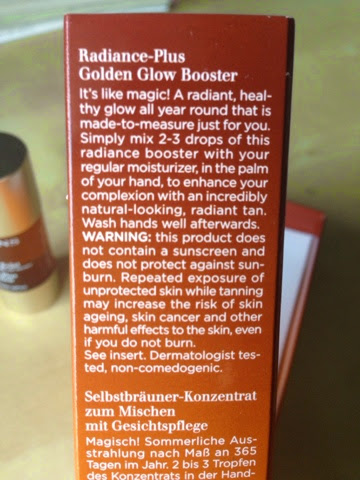 Radiance-Plus
Golden Glow Booster
It's like magic! A radiant, heal-
thy glow all year round that is
made-to-measure just for you.
Simply mix 2-3 drops of this
radiance booster with your
regular moisturizer, in the palm
of your hand, to enhance your
complexion with an incredibly
natural-looking, radiant tan.
Wash hands well afterwards.
WARNING: this product does
not contain a sunscreen and
does not protect against sun-
burn. Repeated exposure of
unprotected skin while tanning
may increase the risk of skin
ageing, skin cancer and other
harmful effects to the skin, even
if you do not burn.
See insert. Dermatologist tes-
ted, non-comedogenic.
Selbstbräuner-Konzentrat
zum Mischen
mit Gesichtspflege
Magisch! Sommerliche Aus-
strahlung nach Maß an 365
Tagen im Jahr. 2 bis 3 Tropfen
des Konzentrats in der Hand-